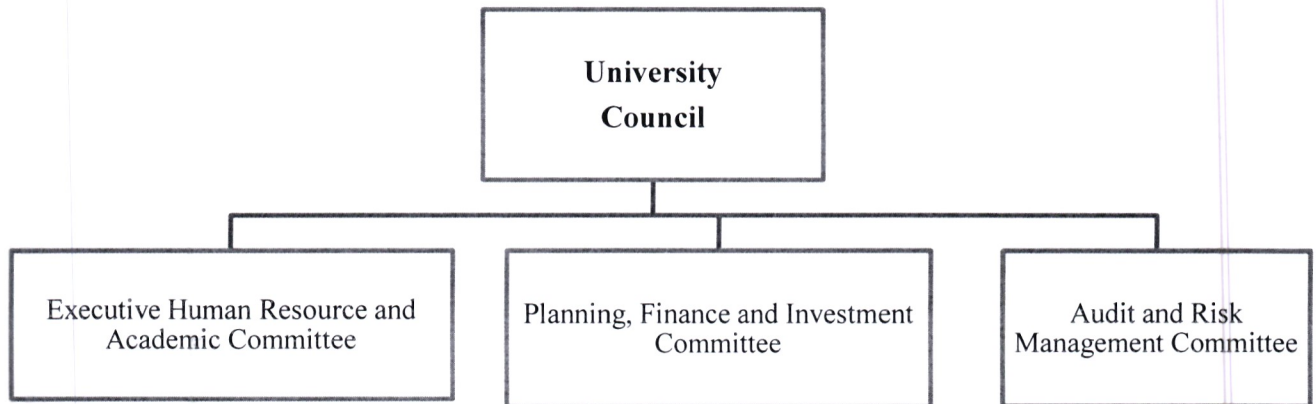 University
Council
Executive Human Resource and
Academic Committee
Planning, Finance and Investment
Committee
Audit and Risk
Management Committee